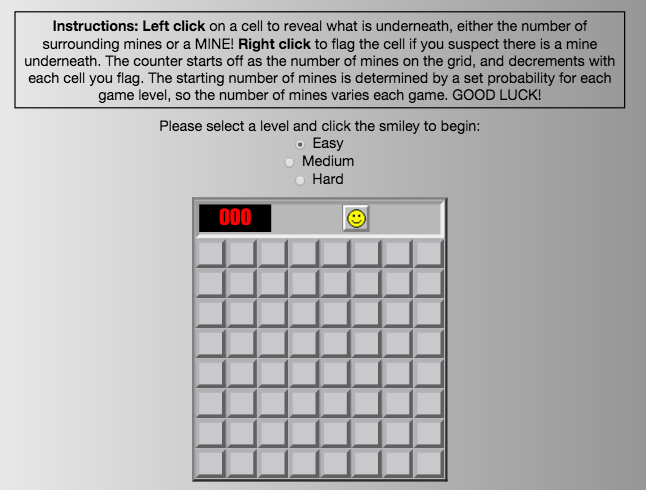 Instructions: Left click on a cell to reveal what is underneath, either the number of
surrounding mines or a MINE! Right click to flag the cell if you suspect there is a mine
underneath. The counter starts off as the number of mines on the grid, and decrements with
each cell you flag. The starting number of mines is determined by a set probability for each
game level, so the number of mines varies each game. GOOD LUCK!
Please select a level and click the smiley to begin:
Easy
Medium
Hard
000